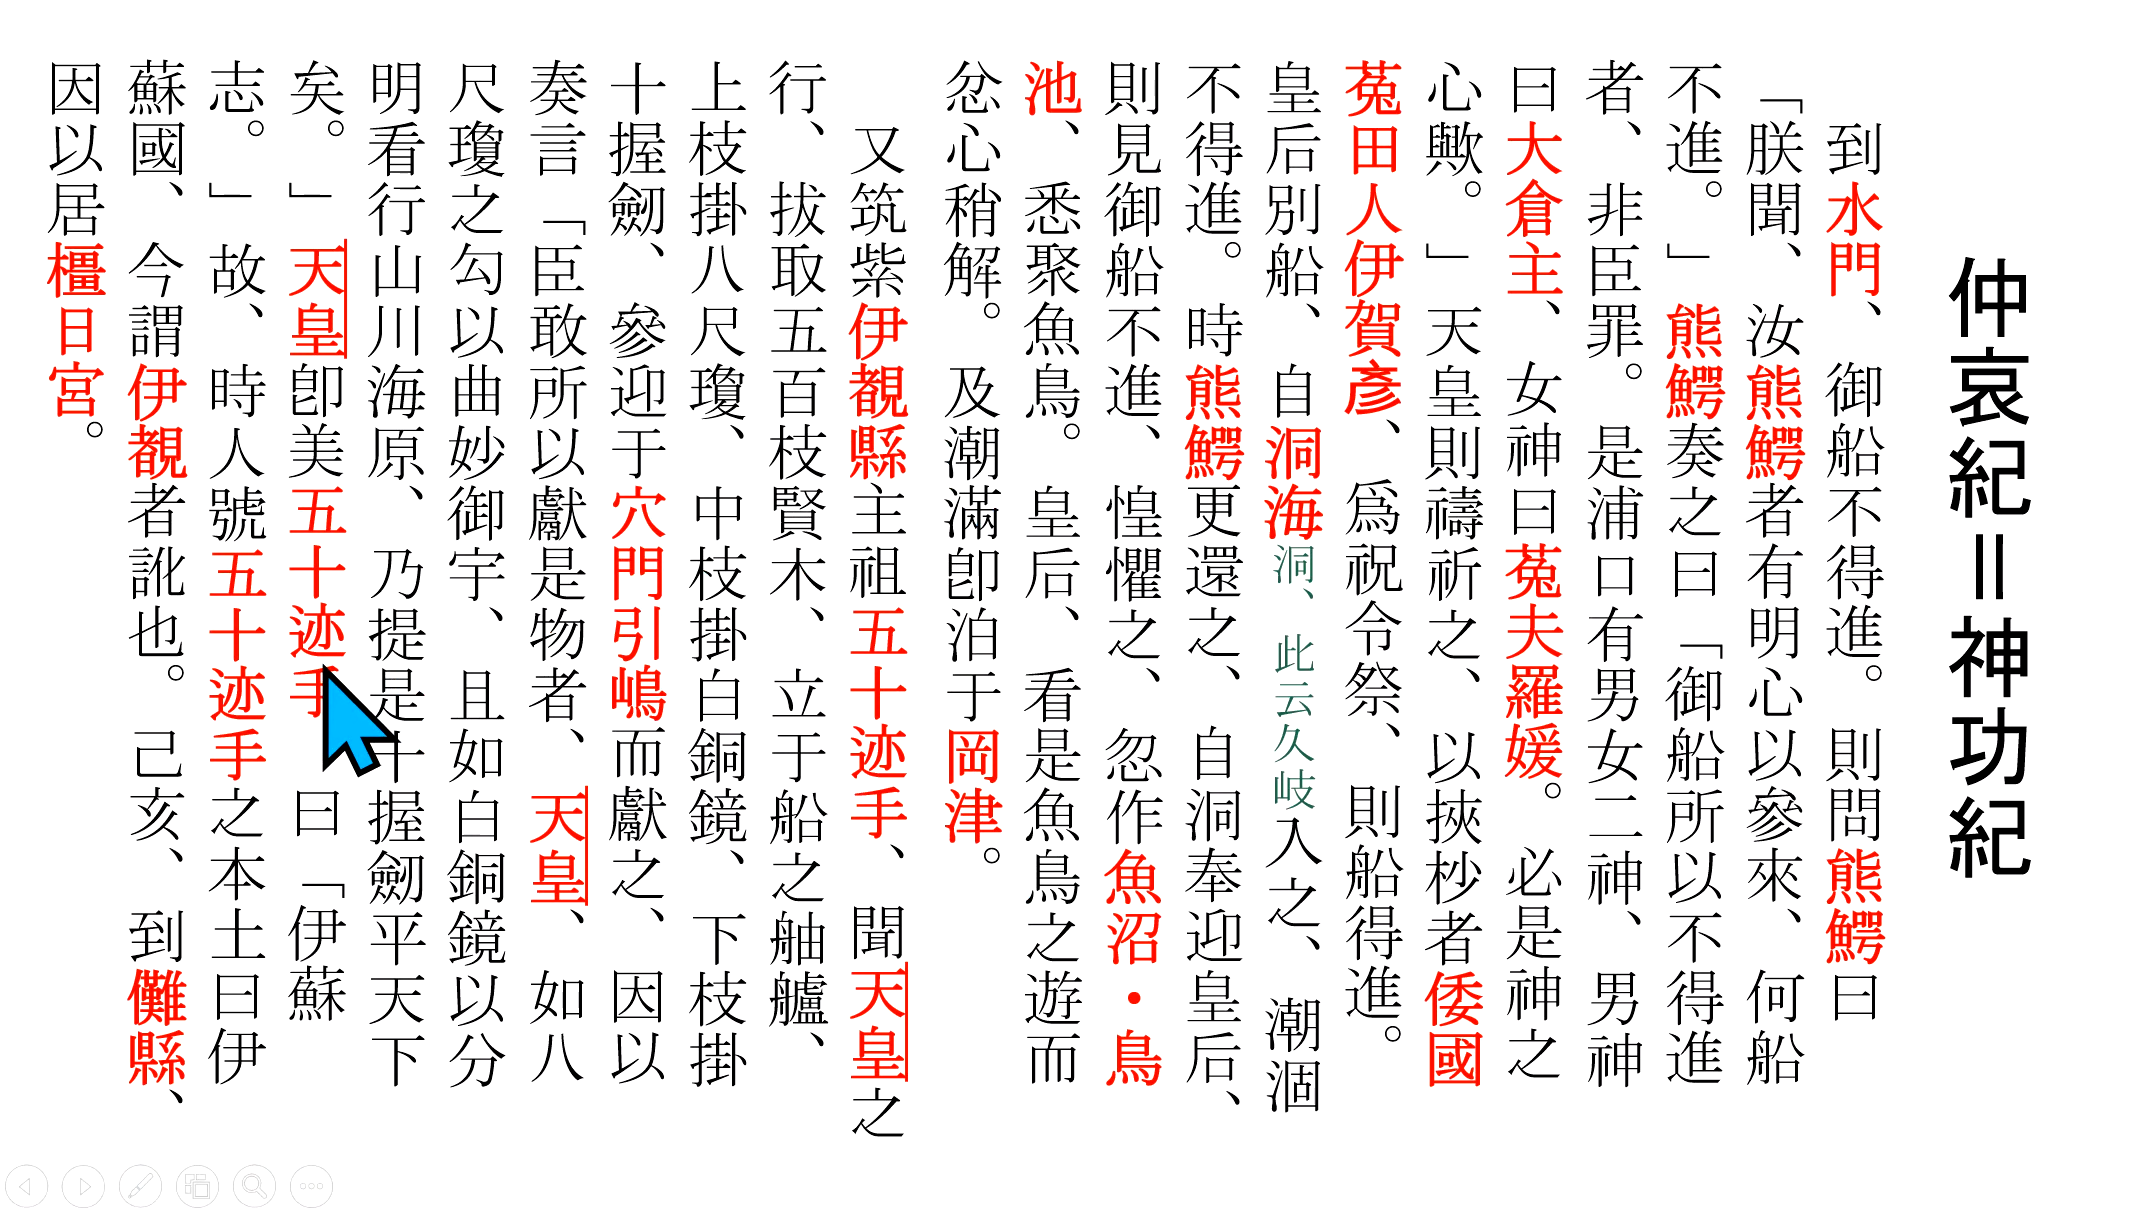 仲哀紀＝神功紀
到水門、御船不得進。則問熊鰐曰
「朕聞、汝熊鰐者有明心以參來、何船
不進。」熊鰐奏之曰「御船所以不得進
者、非臣罪。是浦口有男女二神、男神
曰大倉主、女神曰菟夫羅媛。必是神之
心歟。」天皇則禱祈之、以挾杪者倭國
菟田人伊賀彥、爲祝令祭、則船得進。
皇后別船、自洞海洞、此云久岐入之、潮涸
不得進。時熊鰐更還之、自洞奉迎皇后、
則見御船不進、惶懼之、忽作魚沼・鳥
池、悉聚魚鳥。皇后、看是魚鳥之遊而
忿心稍解。及潮滿卽泊于岡津。
又筑紫伊覩縣主祖五十迹手、聞天皇之
行、拔取五百枝賢木、立于船之舳艫、
上枝掛八尺瓊、中枝掛白銅鏡、下枝掛
十握劒、參迎于穴門引嶋而獻之、因以
奏言「臣敢所以獻是物者、天皇、如八
尺瓊之勾以曲妙御宇、且如白銅鏡以分
明看行山川海原、乃提是十握劒平天下
矣。」天皇卽美五十迹手曰「伊蘇
志。」故、時人號五十迹手之本土曰伊
蘇國、今謂伊覩者訛也。己亥、到儺縣、
因以居橿日宮。